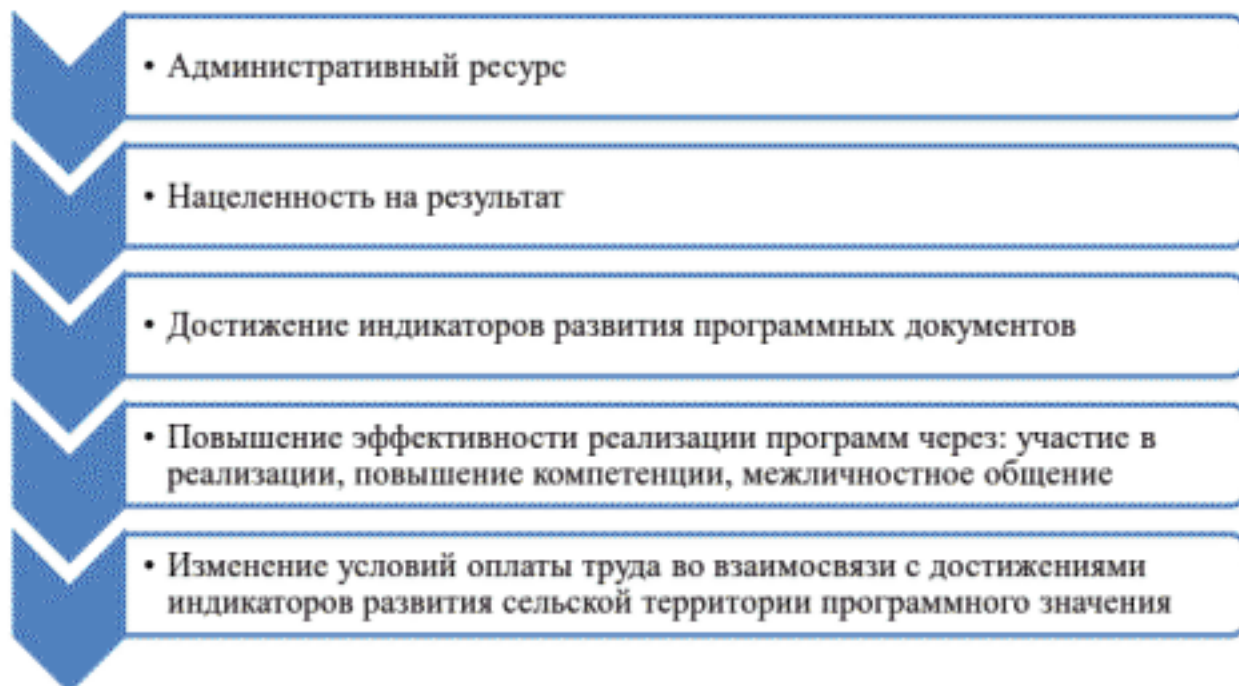 • Административный ресурс
• Нацеленность на результат
• Достижение индикаторов развития программных документов
• Повышение эффективности реализации программ через: участие в
реализации, повышение компетенции, межличностное общение
• Изменение условий оплаты труда во взаимосвязи с достижениями
индикаторов развития сельской территории программного значения